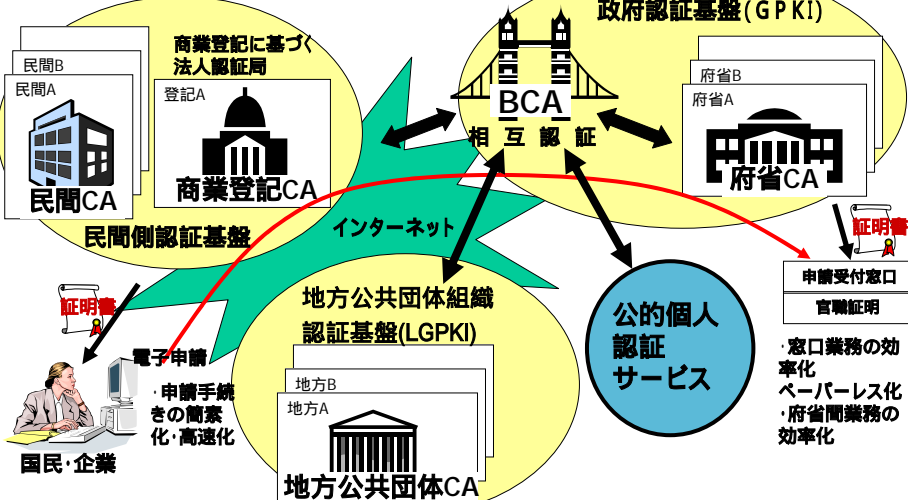 政府認証基盤(GPKI)
商業登記に基づく
法人認証局
民間B
民間A
民間CA
登記A
商業登記CA
民間側認証基盤
BCA
相互認証
府省B
府省A
府省CA
インターネット
証明書
申請受付窓口
官職証明
・窓口業務の効
率化
ペーパーレス化
・府省間業務の
効率化
地方公共団体組織
認証基盤(LGPKI)
地方B
地方A
地方公共団体CA
公的個人
認証
サービス
証明書
電子申請
・申請手続
きの簡素
化・高速化
国民・企業